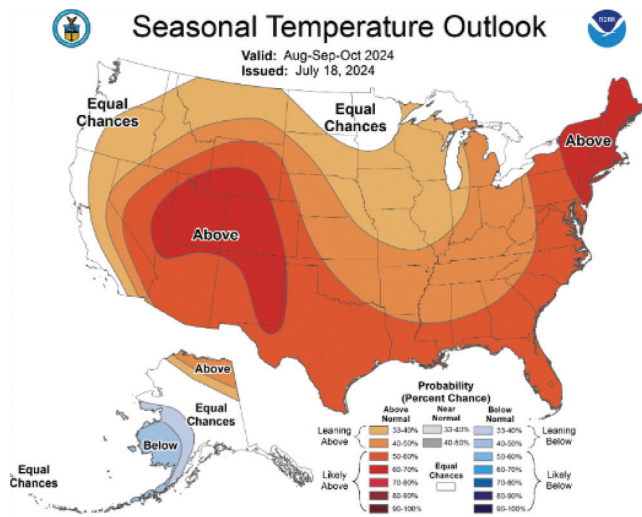 Seasonal Temperature Outlook
Valid: Aug-Sep-Oct 2024
Issued: July 18, 2024
NOAA
Equal
Chances
Equal
Chances
Above
Above
Above
Equal
Chances
Below
Equal
Chances
Probability
(Percent Chance)
Above
Normal
Near
Normal
Below
Normal
Leaning
Above
33-40%
33-40%
33-40%
Leaning
Below
40-50%
40-50%
40-50%
Likely
Above
50-60%
50-60%
60-70%
Equal
Chances
60-70%
70-80%
70-80%
Likely
Below
80-90%
80-90%
90-100%
90-100%